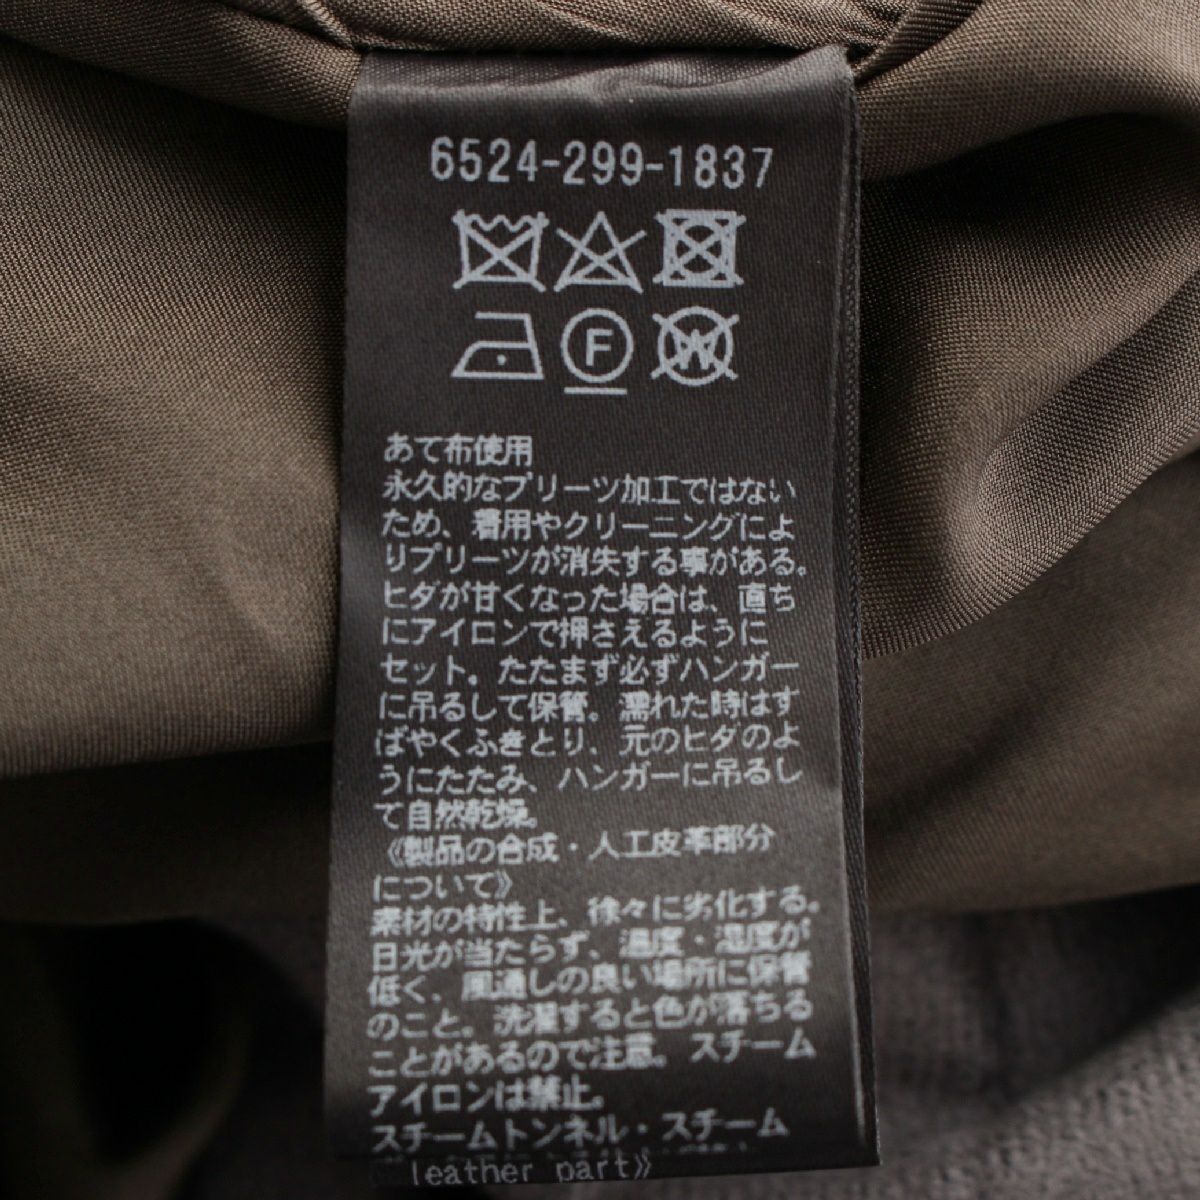 6524-299-1837
F
W
あて布使用
永久的なプリーツ加工ではない
ため、着用やクリーニングによ
りプリーツが消失する事がある。
ヒダが甘くなった場合は、直ち
にアイロンで押さえるように
セット。たたまず必ずハンガー
に吊るして保管。濡れた時はす
ばやくふきとり、元のヒダのよ
うにたたみ、ハンガーに吊るし
て自然乾燥。
《製品の合成・人工皮革部分
について》
素材の特性上、徐々に劣化する。
日光が当たらず、温度・湿度が
低く、風通しの良い場所に保管
のこと。洗濯すると色が落ちる
ことがあるので注意。スチーム
アイロンは禁止。
スチームトンネル・スチーム
leather part》